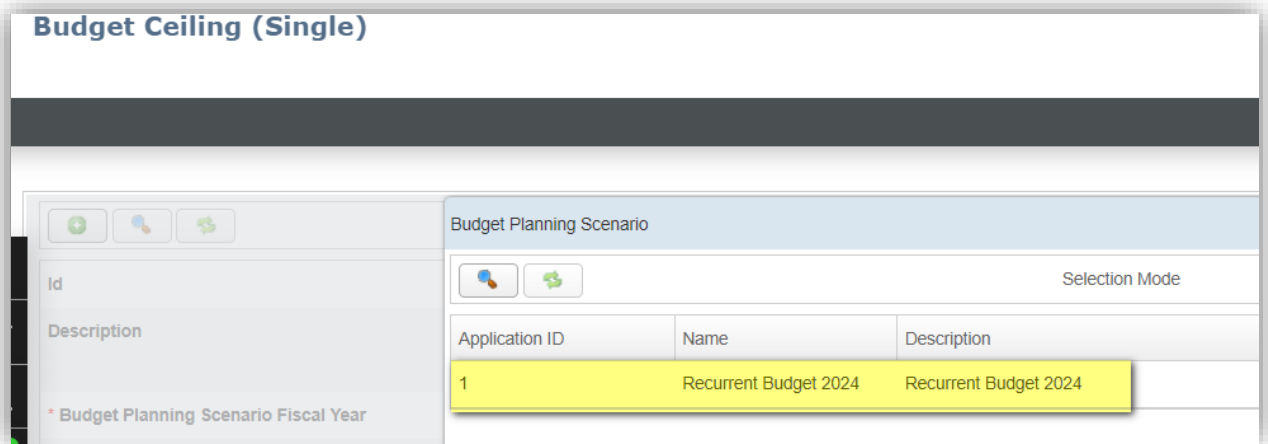 Budget Ceiling (Single)
Budget Planning Scenario
Id
Selection Mode
Description
Application ID Name Description
1 Recurrent Budget 2024 Recurrent Budget 2024
* Budget Planning Scenario Fiscal Year